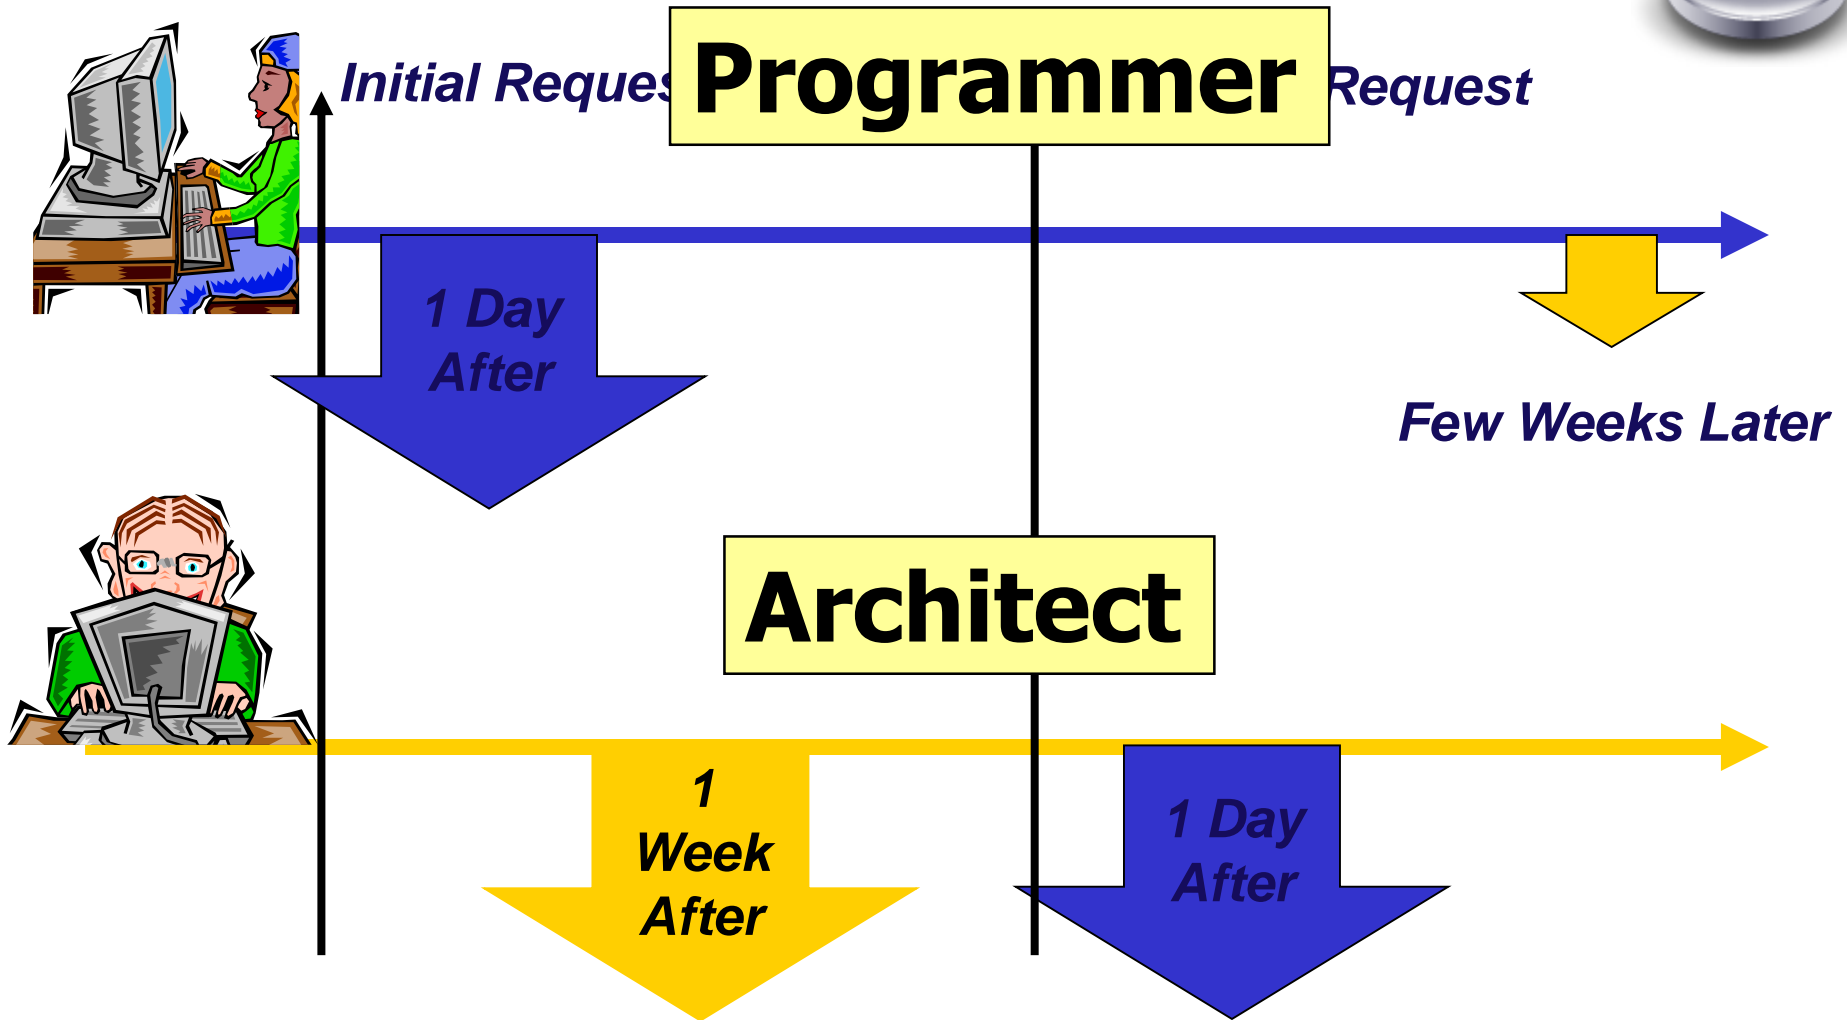 Initial Reques
Programmer
Request
1 Day
After
Few Weeks Later
Architect
1
Week
After
1 Day
After